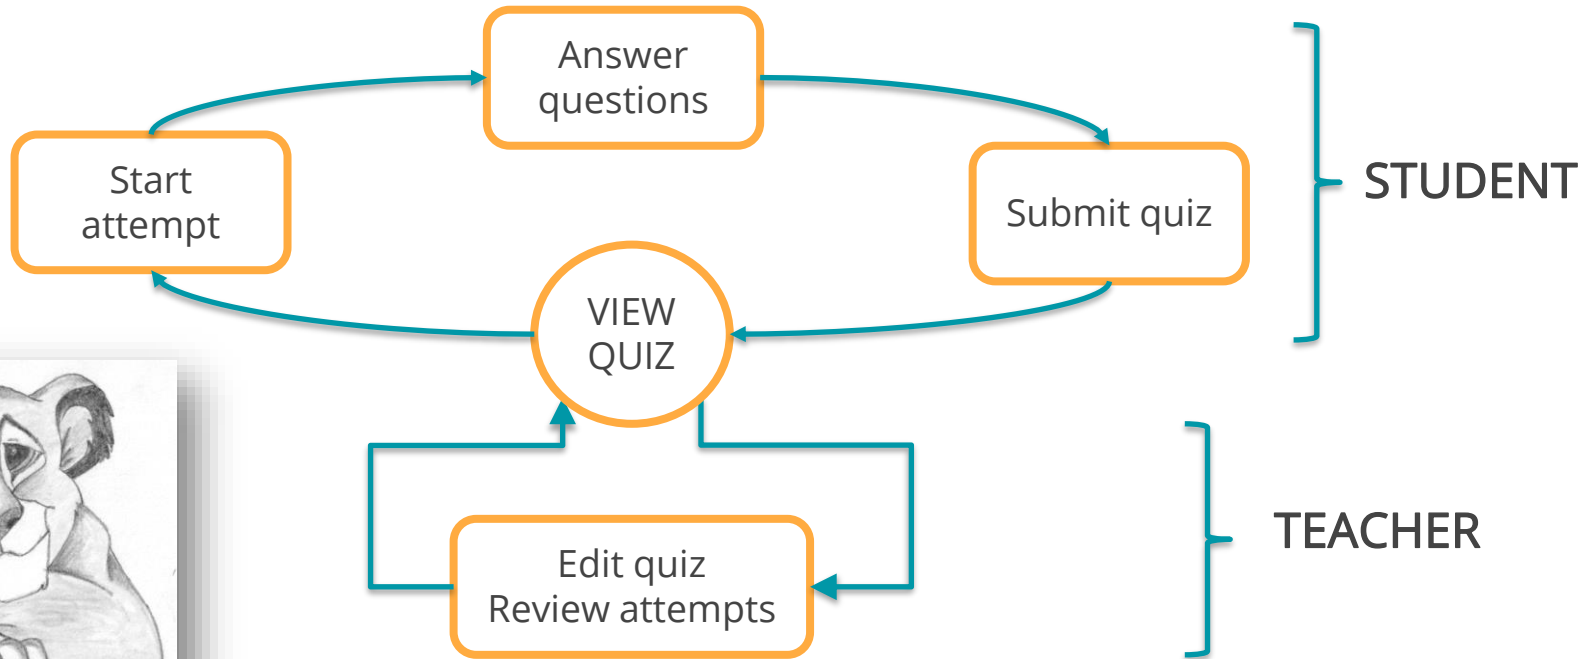 Answer
questions
Start
attempt
Submit quiz
STUDENT
VIEW
QUIZ
TEACHER
Edit quiz
Review attempts